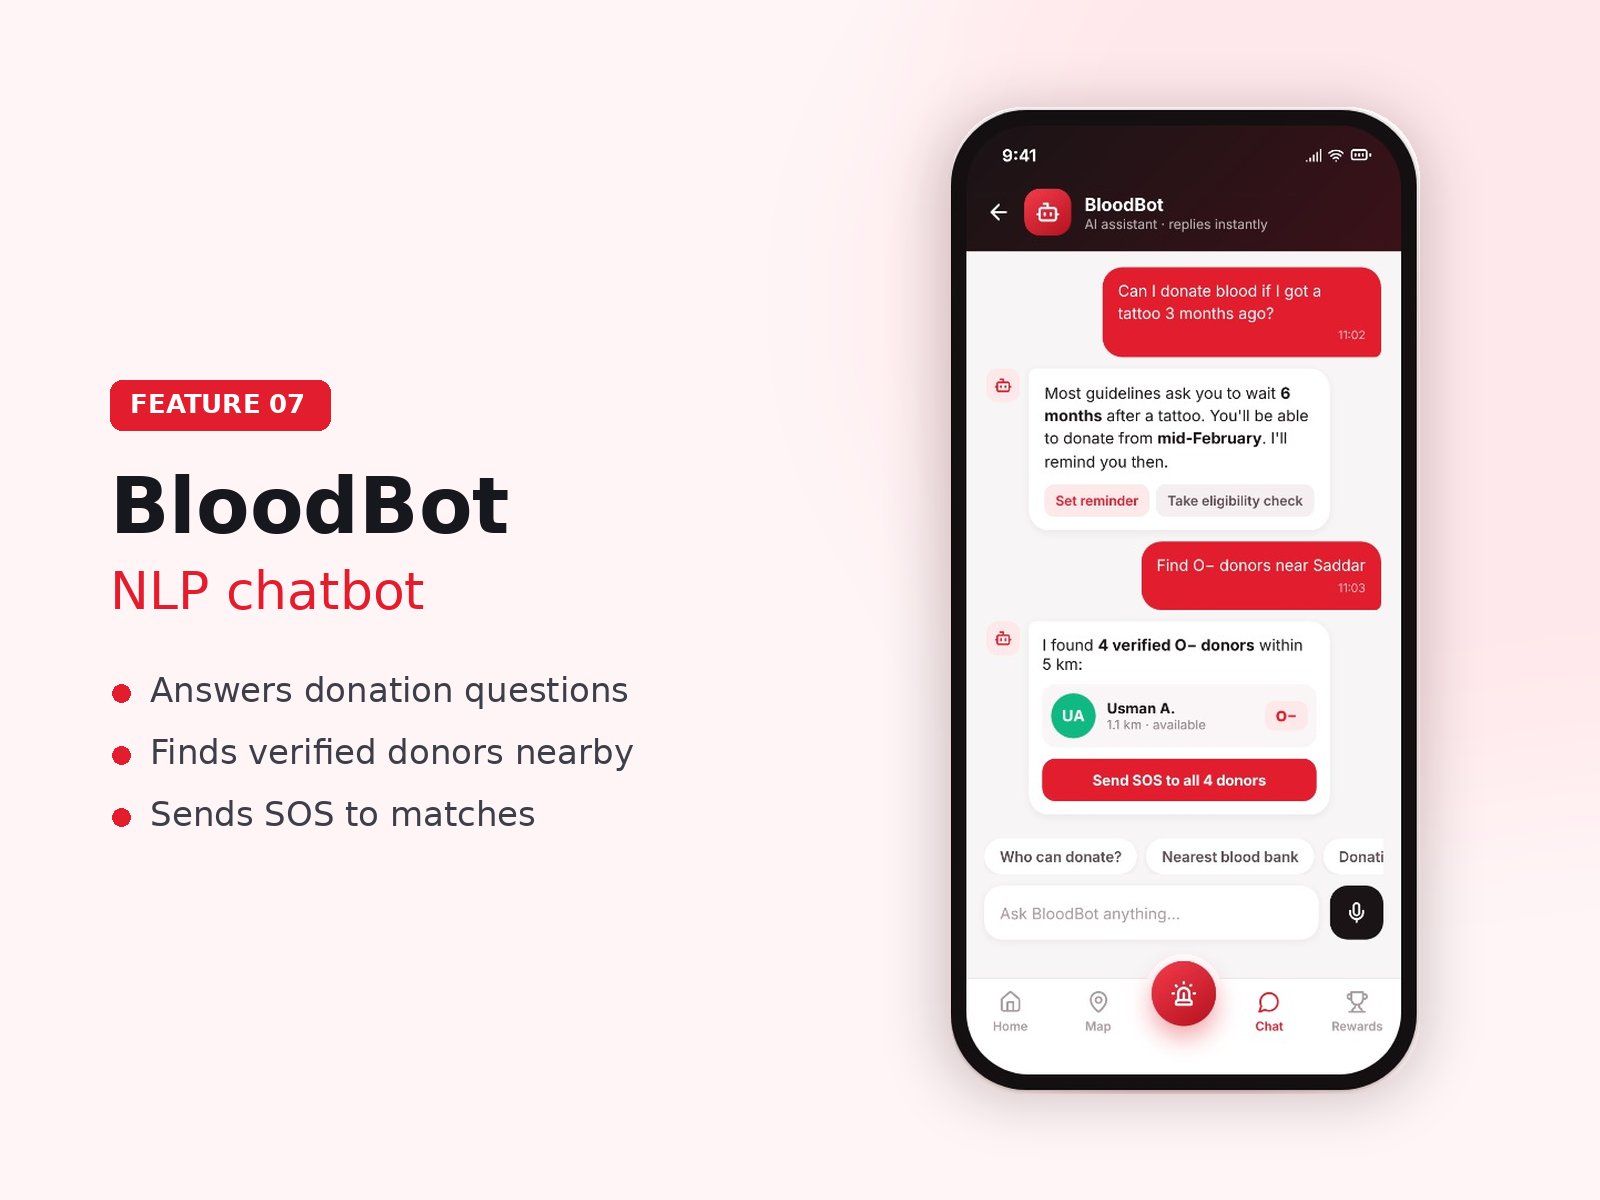 FEATURE 07
BloodBot
NLP chatbot
Answers donation questions
Finds verified donors nearby
Sends SOS to matches
9:41
BloodBot
AI assistant · replies instantly
Can I donate blood if I got a
tattoo 3 months ago?
11:02
Most guidelines ask you to wait 6
months after a tattoo. You'll be able
to donate from mid-February. I'll
remind you then.
Set reminder
Take eligibility check
Find O− donors near Saddar
11:03
I found 4 verified O− donors within
5 km:
UA
Usman A.
1.1 km · available
O−
Send SOS to all 4 donors
Who can donate?
Nearest blood bank
Donati
Ask BloodBot anything...
Home
Map
Chat
Rewards